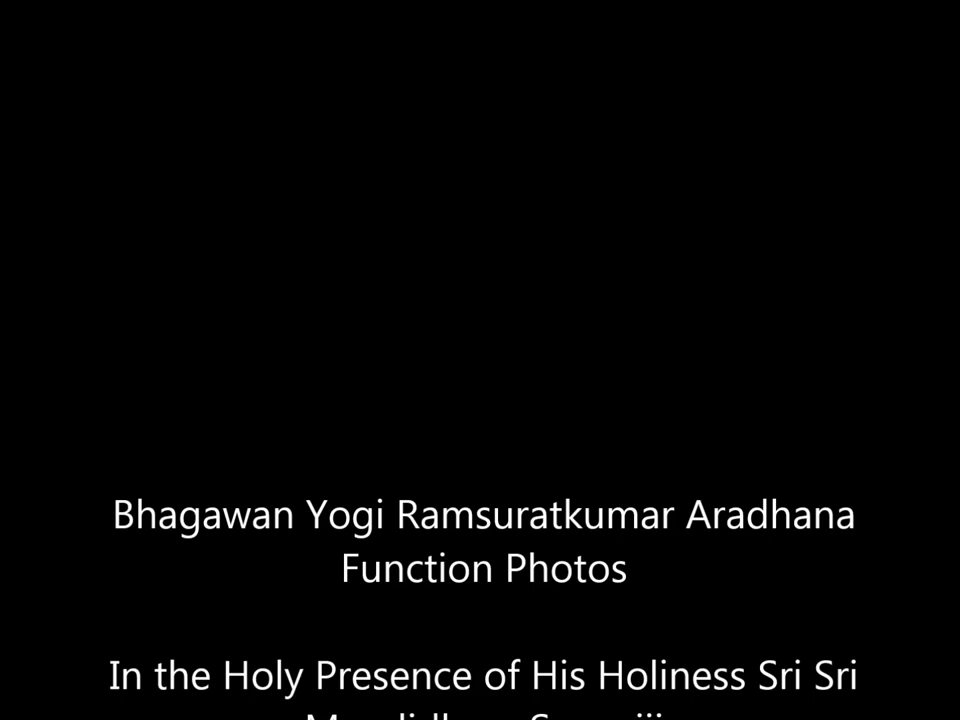 Bhagawan Yogi Ramsuratkumar Aradhana
Function Photos
In the Holy Presence of His Holiness Sri Sri